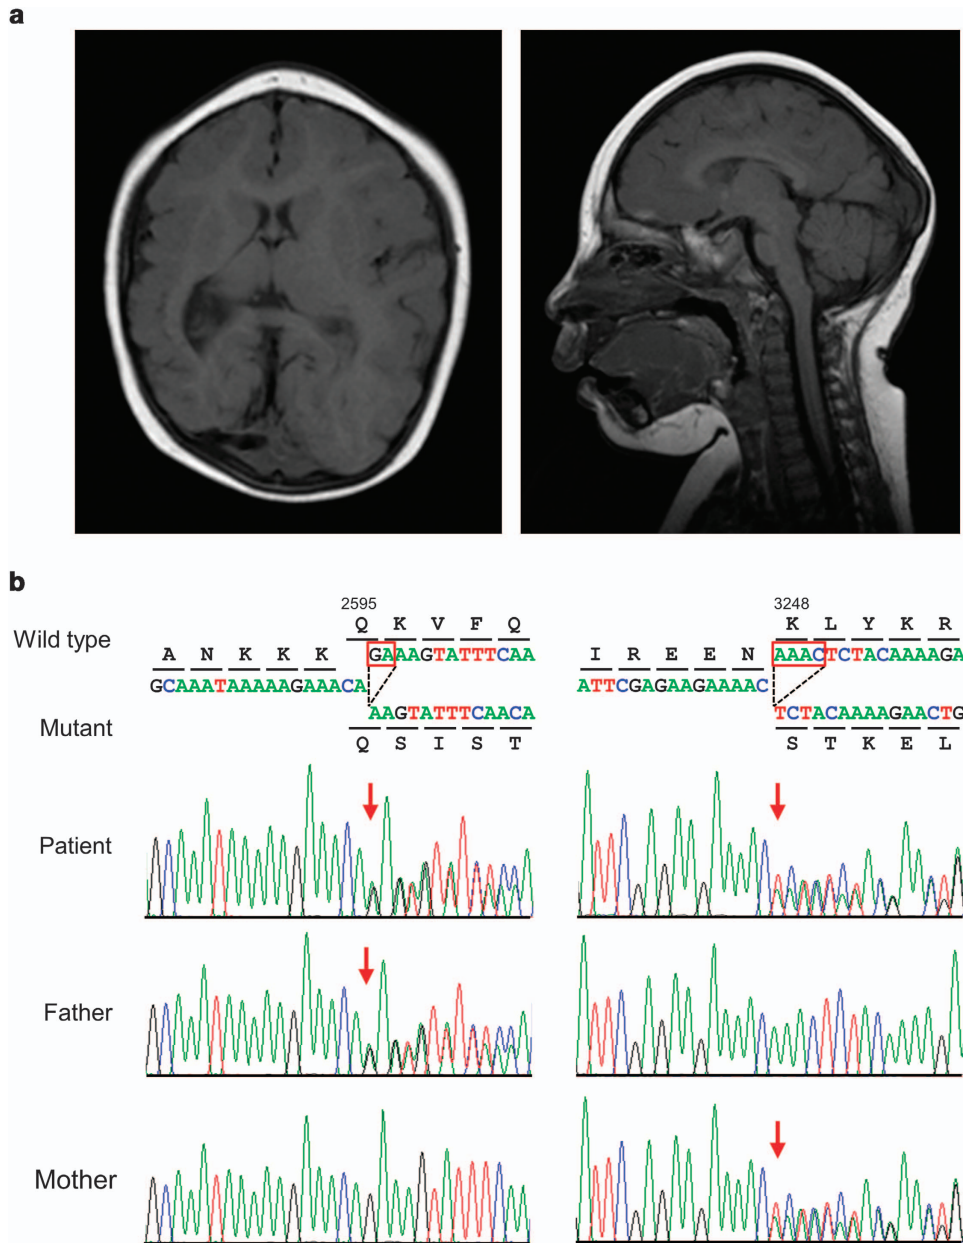 a
b
2595
Q K V F Q
Wild type
A N K K K
GAAAGTATTTCAA
GCAAATAAAAAGAAACA
Mutant
AAGTATTTCAACA
Q S I S T
3248
K L Y K R
I R E E N
AAACTCTACAAAAGA
ATTCGAGAAGAAAAC
TCTACAAAAGAACTG
S T K E L
Patient
Father
Mother